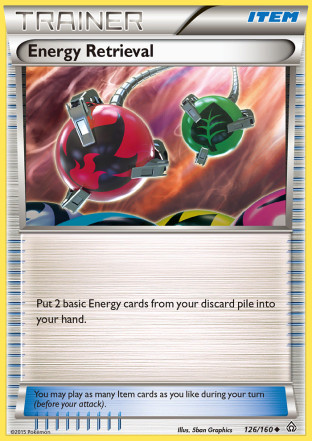 TRAINER
ITEM
Energy Retrieval
Put 2 basic Energy cards from your discard pile into
your hand.
You may play as many Item cards as you like during your turn
(before your attack).
©2015 Pokémon
Illus. 5ban Graphics
126/160